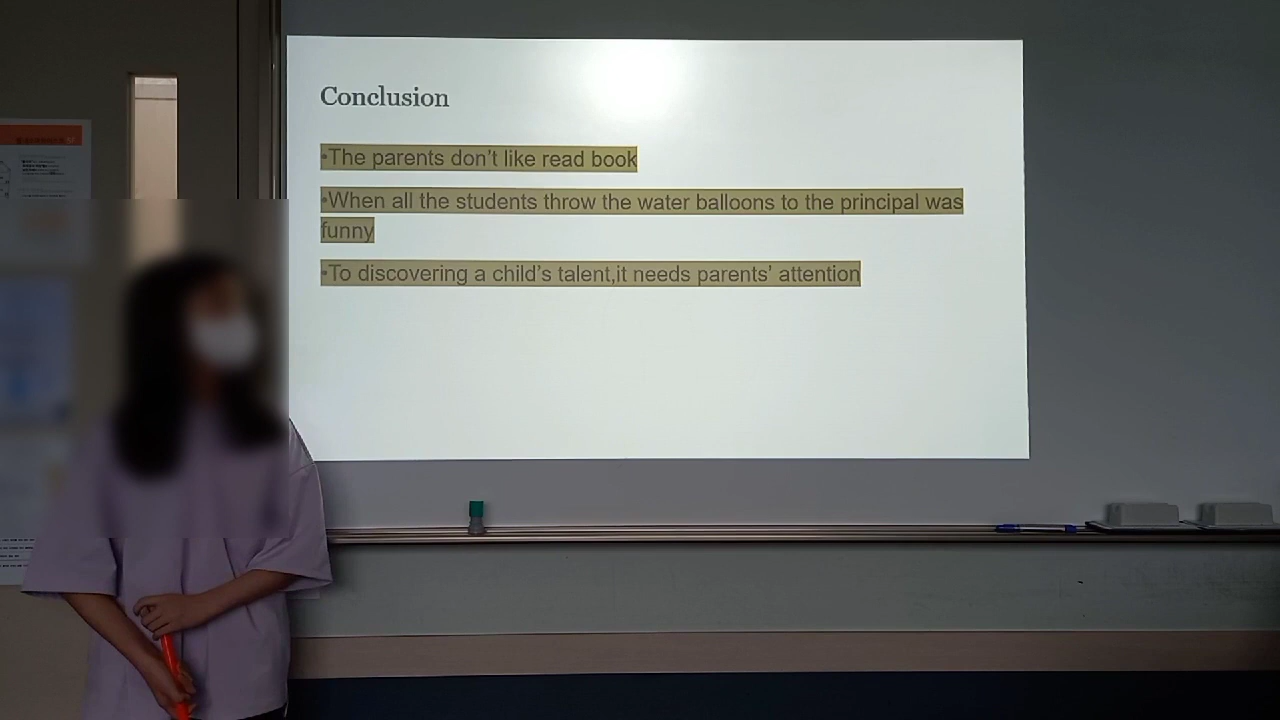 Conclusion
•The parents don’t like read book
•When all the students throw the water balloons to the principal was
funny
•To discovering a child’s talent,it needs parents’ attention